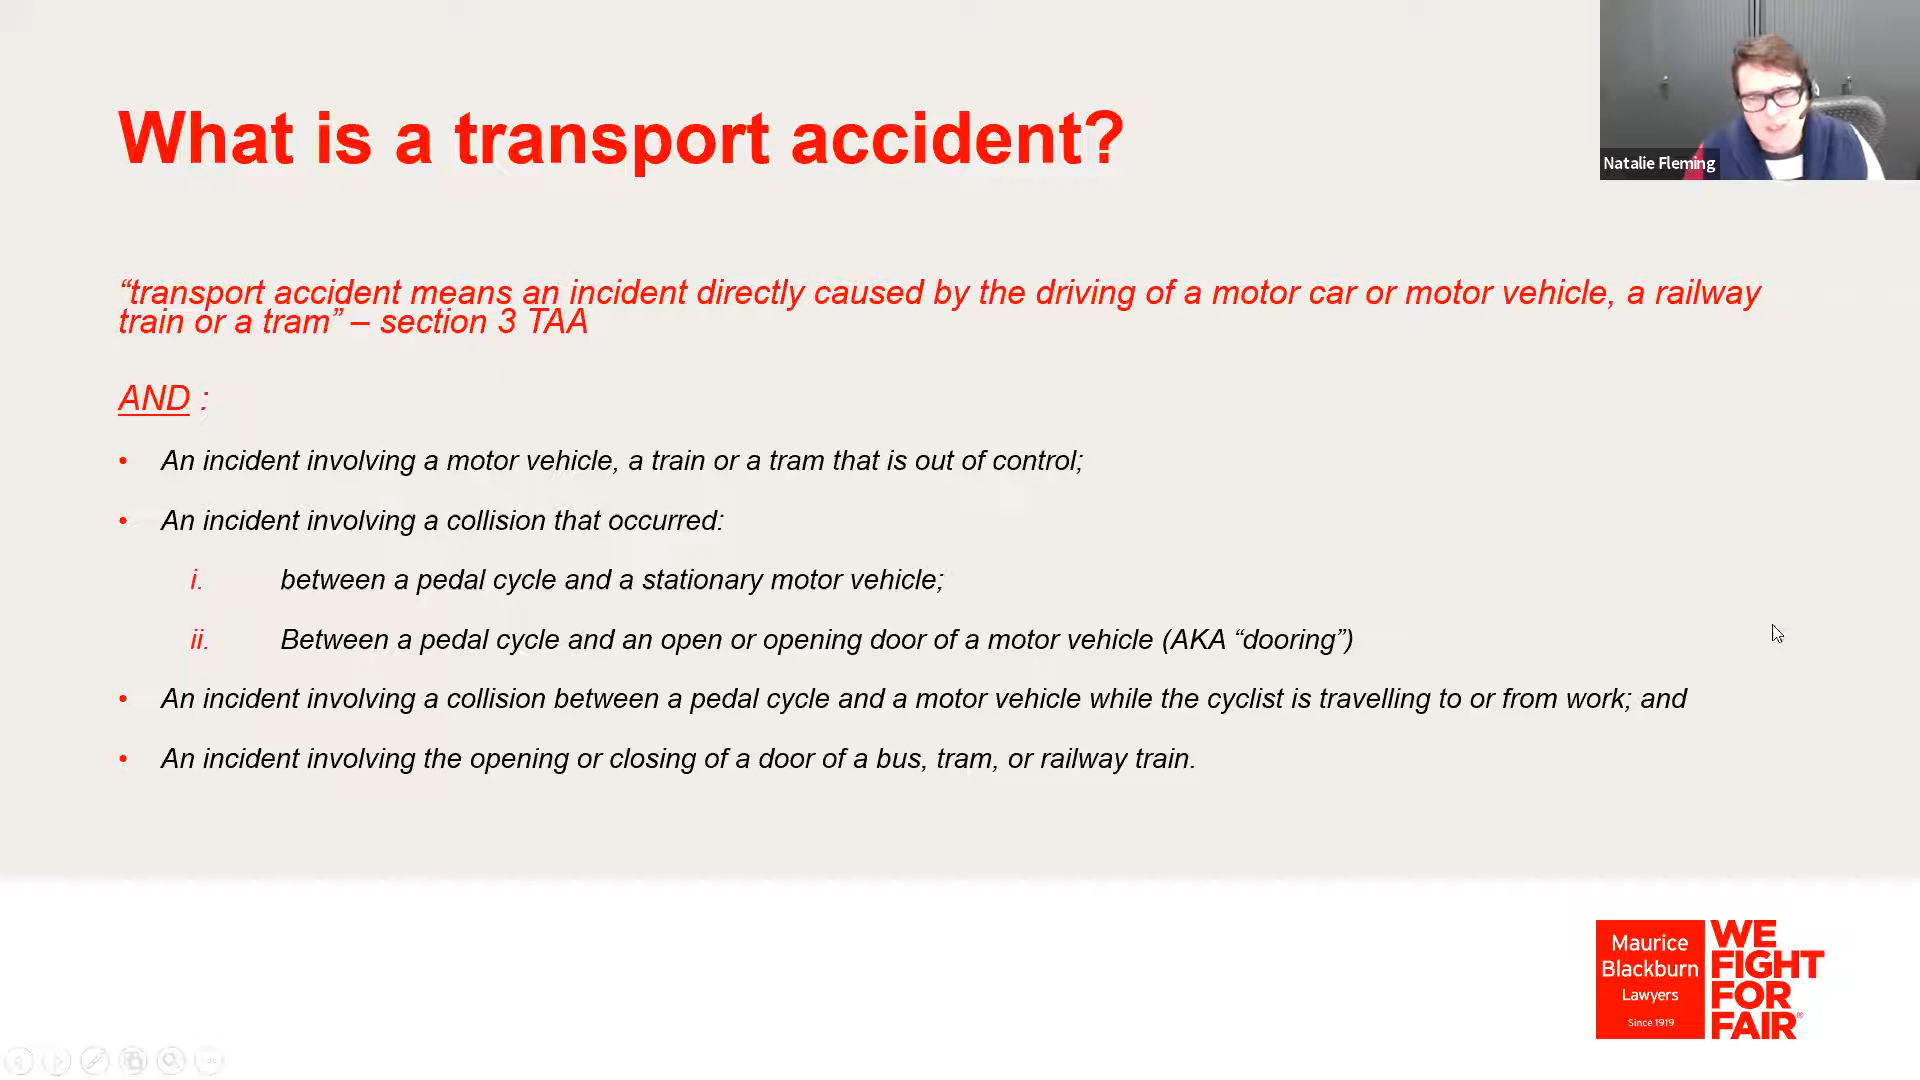 What is a transport accident?
Natalie Fleming
“transport accident means an incident directly caused by the driving of a motor car or motor vehicle, a railway
train or a tram” – section 3 TAA
AND :
• An incident involving a motor vehicle, a train or a tram that is out of control;
• An incident involving a collision that occurred:
i. between a pedal cycle and a stationary motor vehicle;
ii. Between a pedal cycle and an open or opening door of a motor vehicle (AKA “dooring”)
• An incident involving a collision between a pedal cycle and a motor vehicle while the cyclist is travelling to or from work; and
• An incident involving the opening or closing of a door of a bus, tram, or railway train.
Maurice
Blackburn
Lawyers
Since 1919
WE
FIGHT
FOR
FAIR®